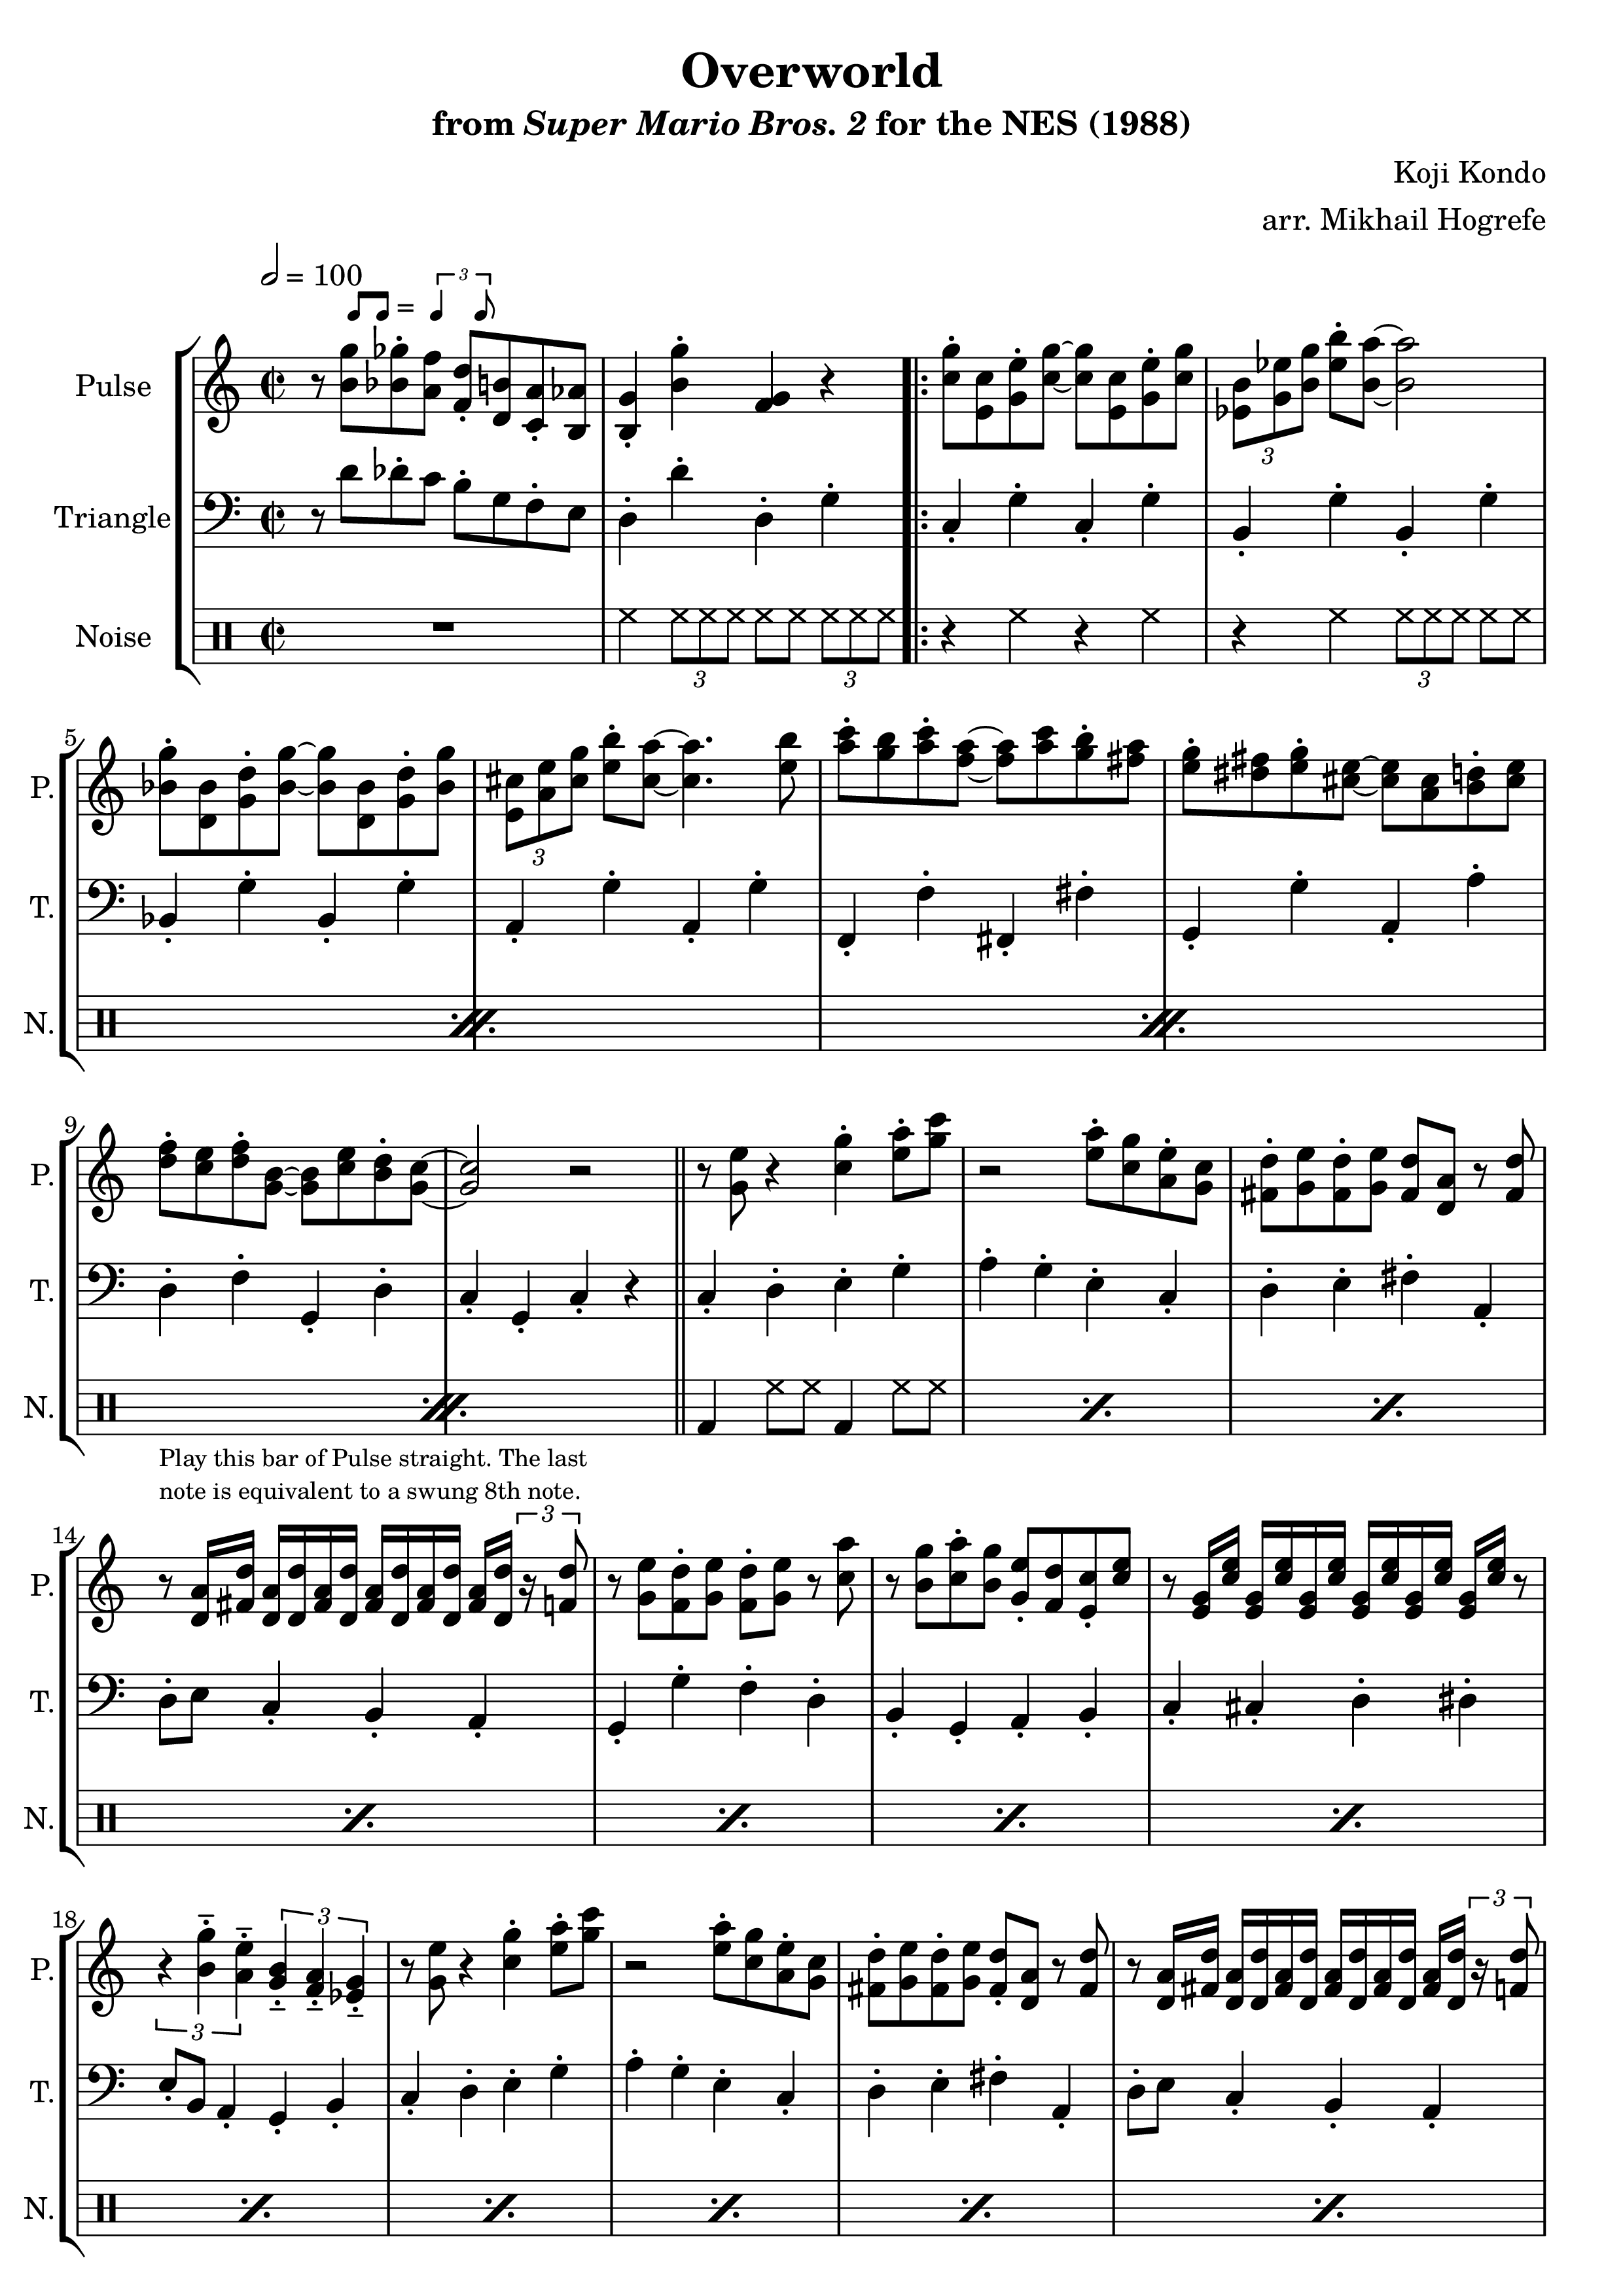 Overworld
from Super Mario Bros. 2 for the NES (1988)
Koji Kondo
arr. Mikhail Hogrefe
= 100
= 3
Pulse
Triangle
Noise
3
3 3 3
5
P.
3
T.
N.
9
P.
T.
N.
Play this bar of Pulse straight. The last
note is equivalent to a swung 8th note.
14
3
P.
T.
N.
18
3 3
P.
3
T.
N.